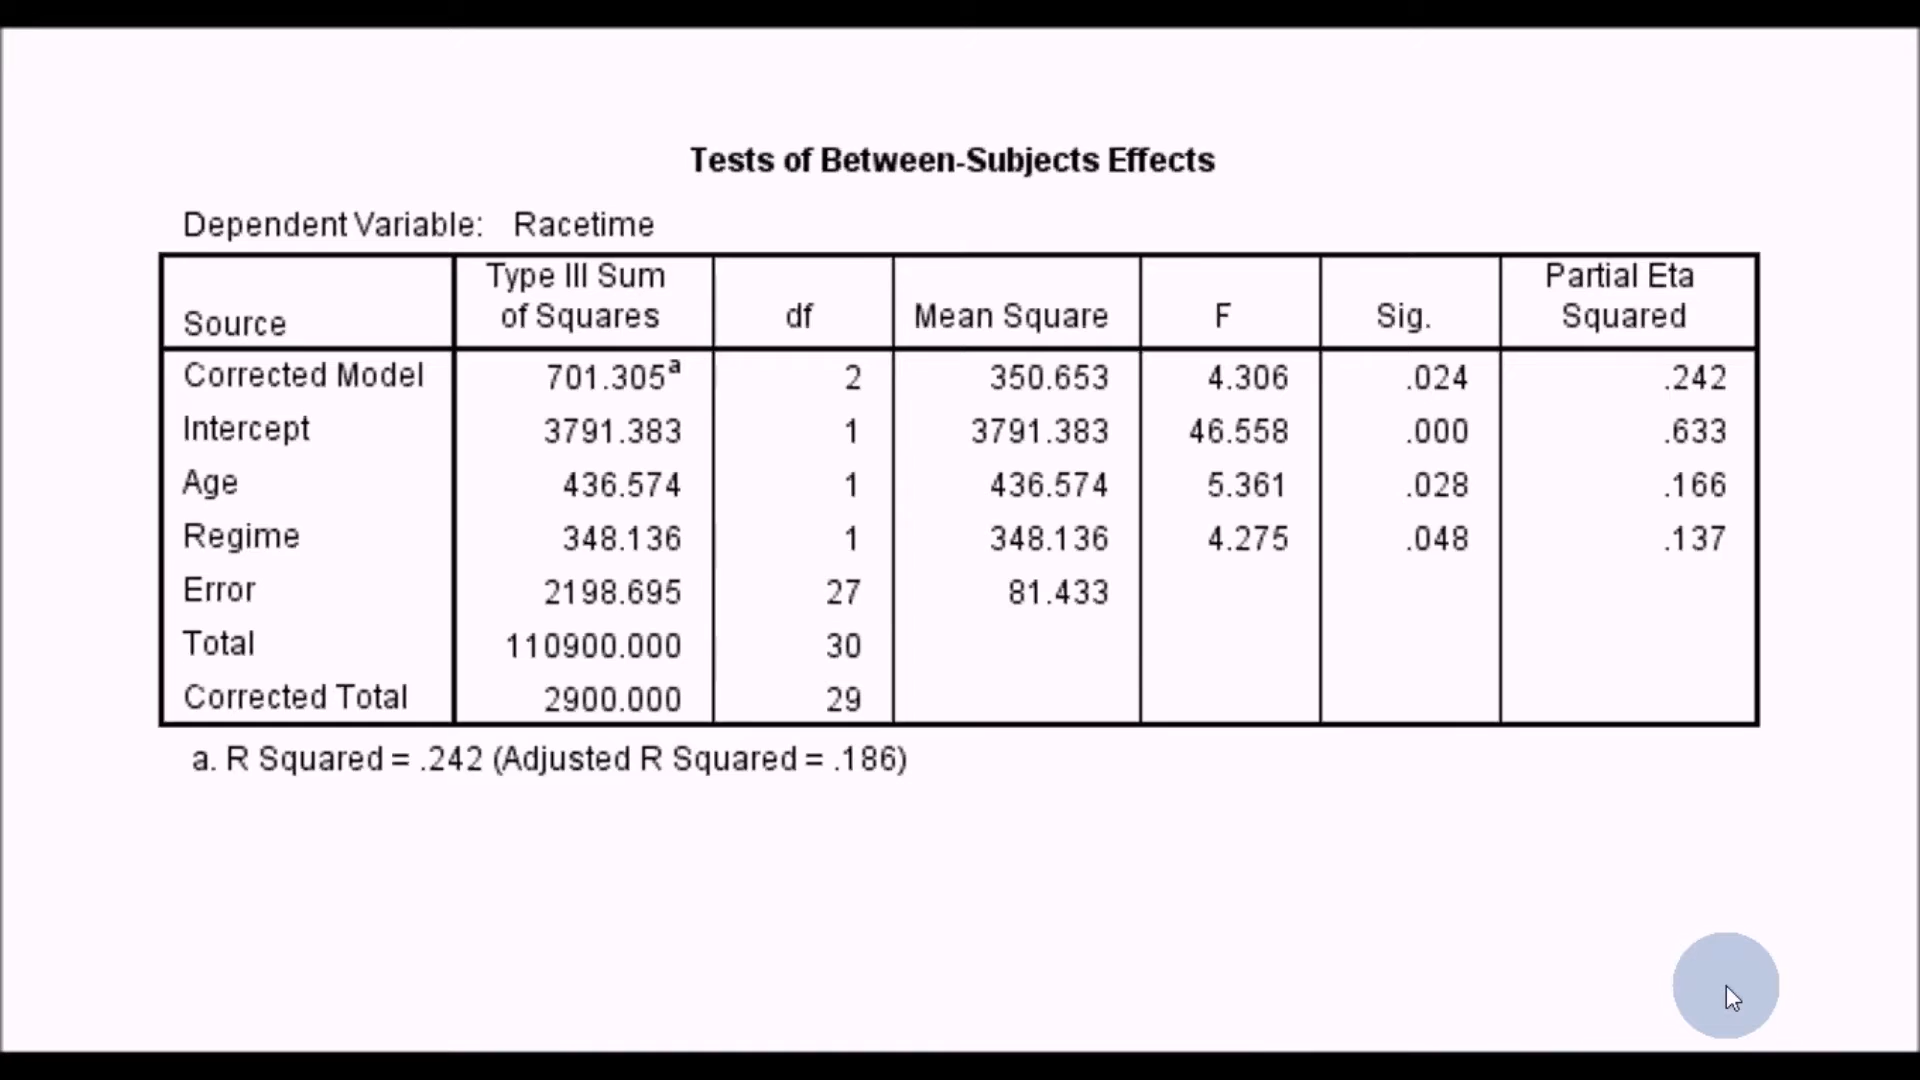 Tests of Between-Subjects Effects
Dependent Variable: Racetime
Source Type III Sum of Squares df Mean Square F Sig. Partial Eta Squared
Corrected Model 701.305a 2 350.653 4.306 .024 .242
Intercept 3791.383 1 3791.383 46.558 .000 .633
Age 436.574 1 436.574 5.361 .028 .166
Regime 348.136 1 348.136 4.275 .048 .137
Error 2198.695 27 81.433
Total 110900.000 30
Corrected Total 2900.000 29
a. R Squared = .242 (Adjusted R Squared = .186)